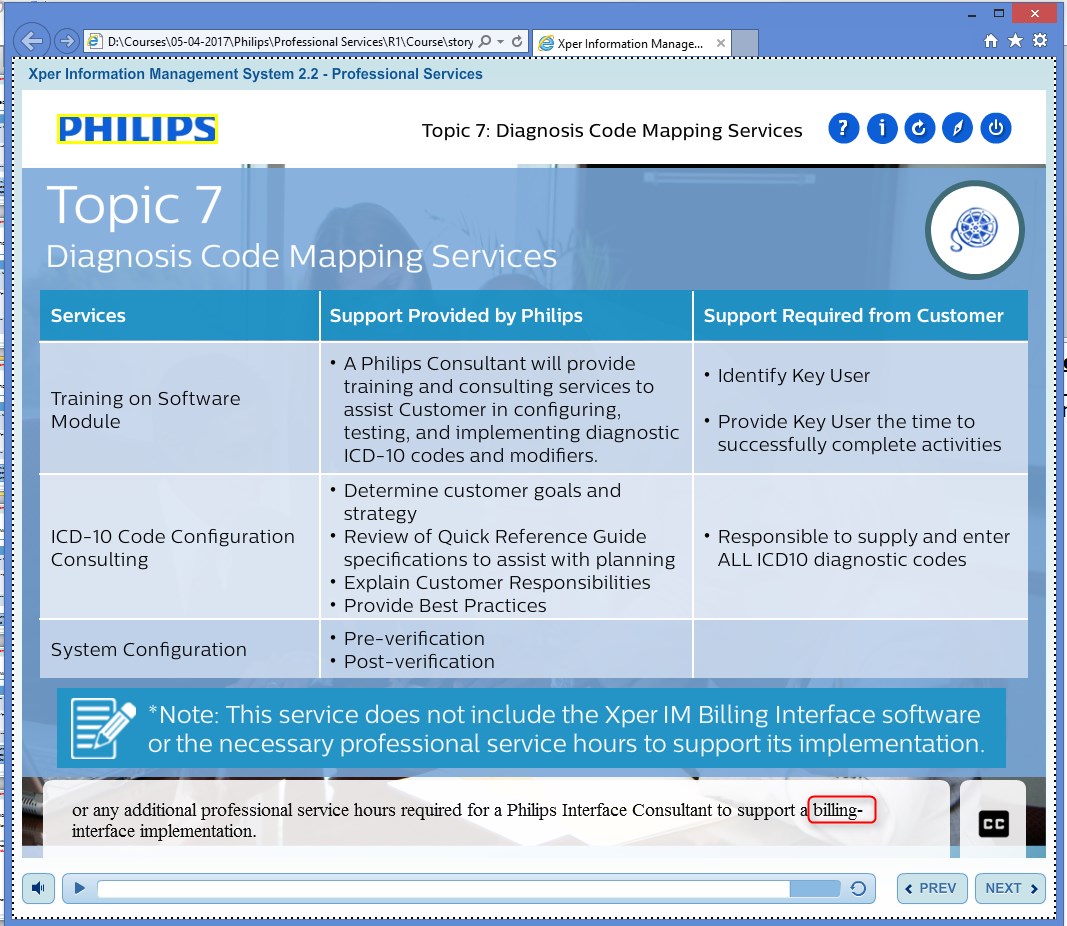 D:\Courses\05-04-2017\Philips\Professional Services\R1\Course\story
Xper Information Manage...
Xper Information Management System 2.2 - Professional Services
PHILIPS
Topic 7: Diagnosis Code Mapping Services
?
i
Topic 7
Diagnosis Code Mapping Services
Services
Support Provided by Philips
Support Required from Customer
Training on Software
Module
• A Philips Consultant will provide
training and consulting services to
assist Customer in configuring,
testing, and implementing diagnostic
ICD-10 codes and modifiers.
• Identify Key User
• Provide Key User the time to
successfully complete activities
ICD-10 Code Configuration
Consulting
• Determine customer goals and
strategy
• Review of Quick Reference Guide
specifications to assist with planning
• Explain Customer Responsibilities
• Provide Best Practices
• Responsible to supply and enter
ALL ICD10 diagnostic codes
System Configuration
• Pre-verification
• Post-verification
*Note: This service does not include the Xper IM Billing Interface software
or the necessary professional service hours to support its implementation.
or any additional professional service hours required for a Philips Interface Consultant to support a billing-
interface implementation.
CC
PREV
NEXT